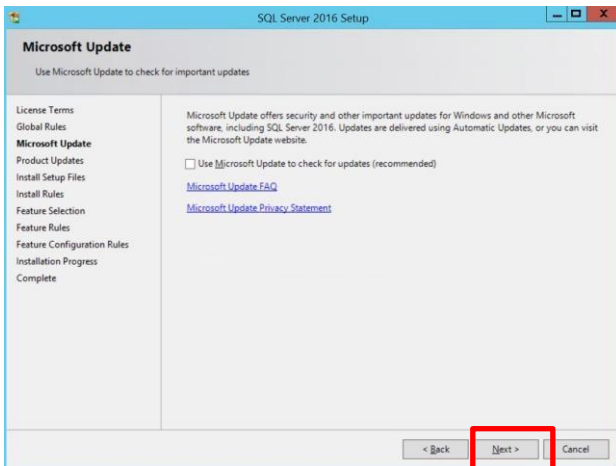 SQL Server 2016 Setup
Microsoft Update
Use Microsoft Update to check for important updates
License Terms
Global Rules
Microsoft Update
Product Updates
Install Setup Files
Install Rules
Feature Selection
Feature Rules
Feature Configuration Rules
Installation Progress
Complete
Microsoft Update offers security and other important updates for Windows and other Microsoft
software, including SQL Server 2016. Updates are delivered using Automatic Updates, or you can visit
the Microsoft Update website.
Use Microsoft Update to check for updates (recommended)
Microsoft Update FAQ
Microsoft Update Privacy Statement
< Back Next > Cancel